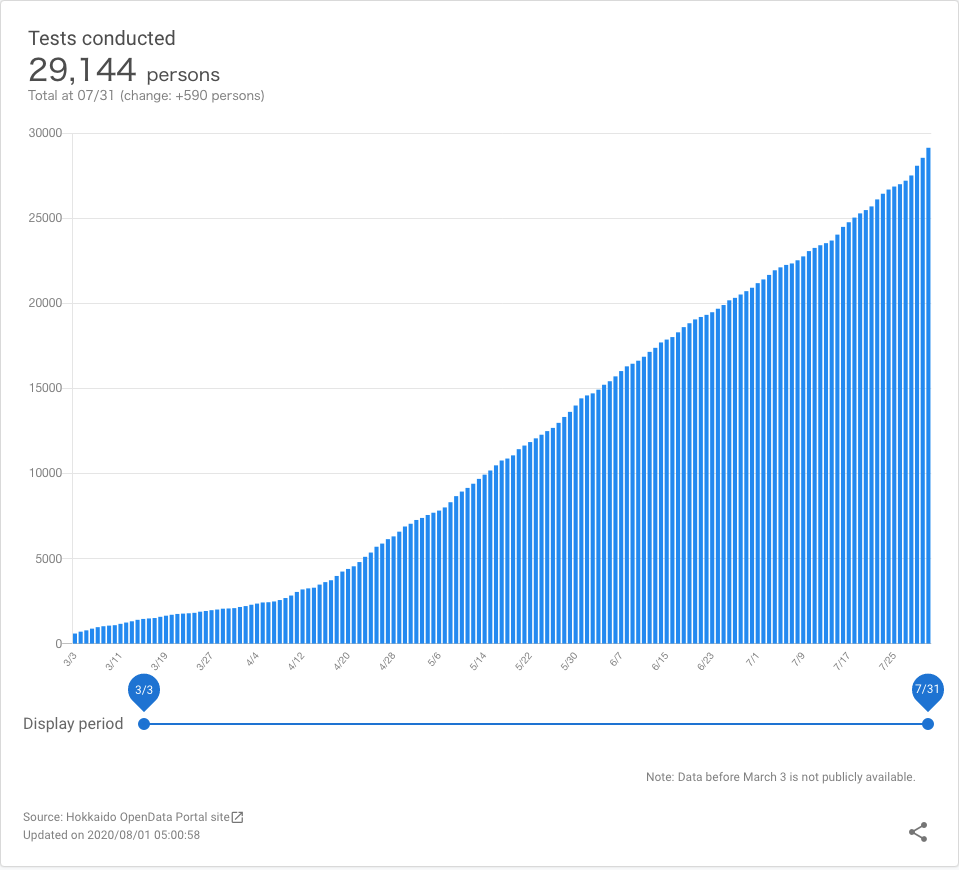 Tests conducted
29,144 persons
Total at 07/31 (change: +590 persons)
30000
25000
20000
15000
10000
5000
0
3/3 3/11 3/19 3/27 4/4 4/12 4/20 4/28 5/6 5/14 5/22 5/30 6/7 6/15 6/23 7/1 7/9 7/17 7/25
3/3 7/31
Display period
Note: Data before March 3 is not publicly available.
Source: Hokkaido OpenData Portal site
Updated on 2020/08/01 05:00:58